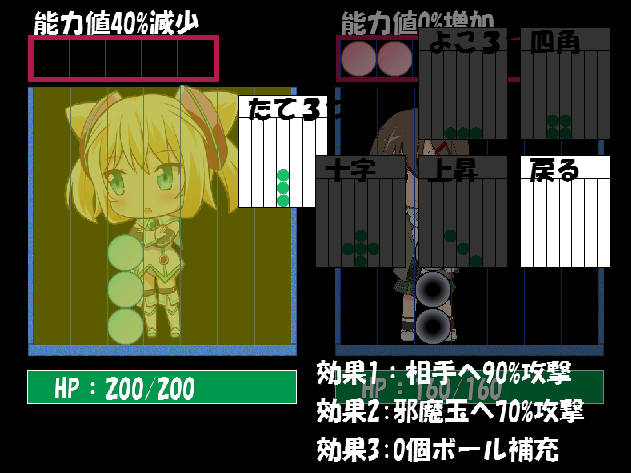 能力値40%減少
能力値0%増加
たて3
よこ3
四角
十字
上昇
戻る
HP：200/200
HP：160/160
効果1：相手へ90%攻撃
効果2:邪魔玉へ70%攻撃
効果3:0個ボール補充